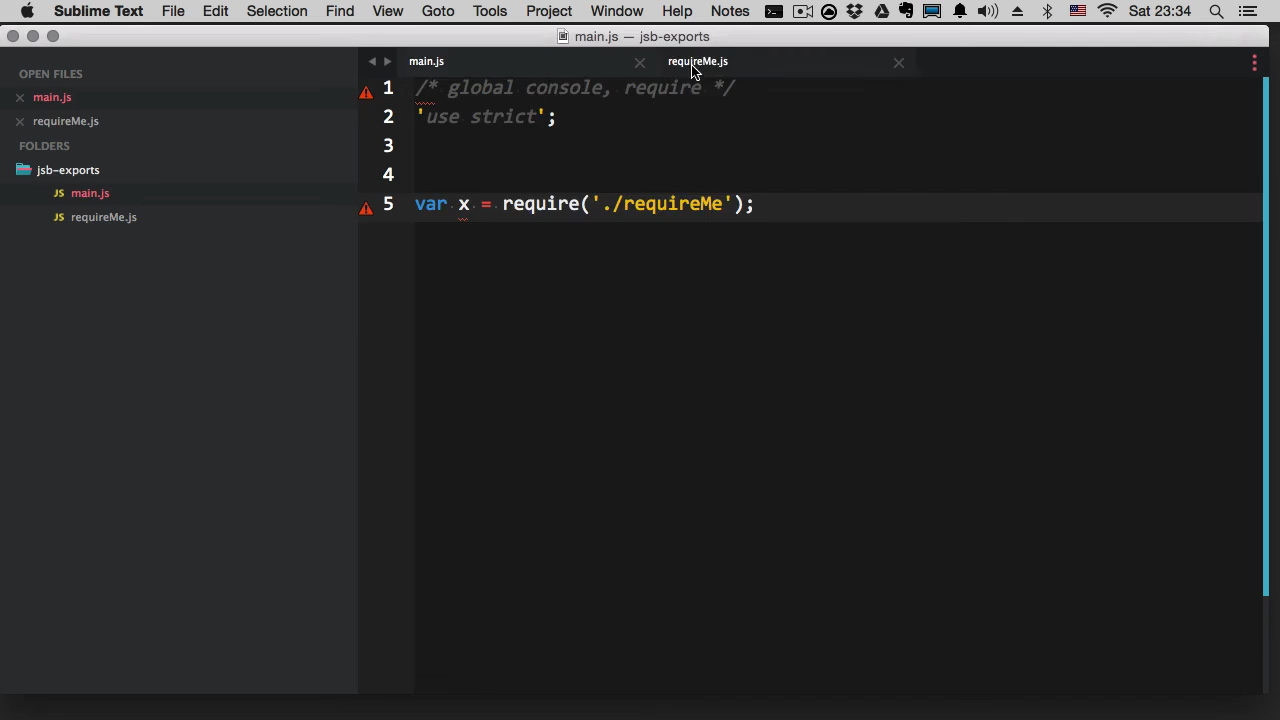 Sublime Text File Edit Selection Find View Goto Tools Project Window Help Notes Sat 23:34
main.js — jsb-exports
OPEN FILES
main.js
requireMe.js
FOLDERS
jsb-exports
JS main.js
JS requireMe.js
main.js requireMe.js
1 /* global console, require */
2 'use strict';
3
4
5 var x = require('./requireMe');